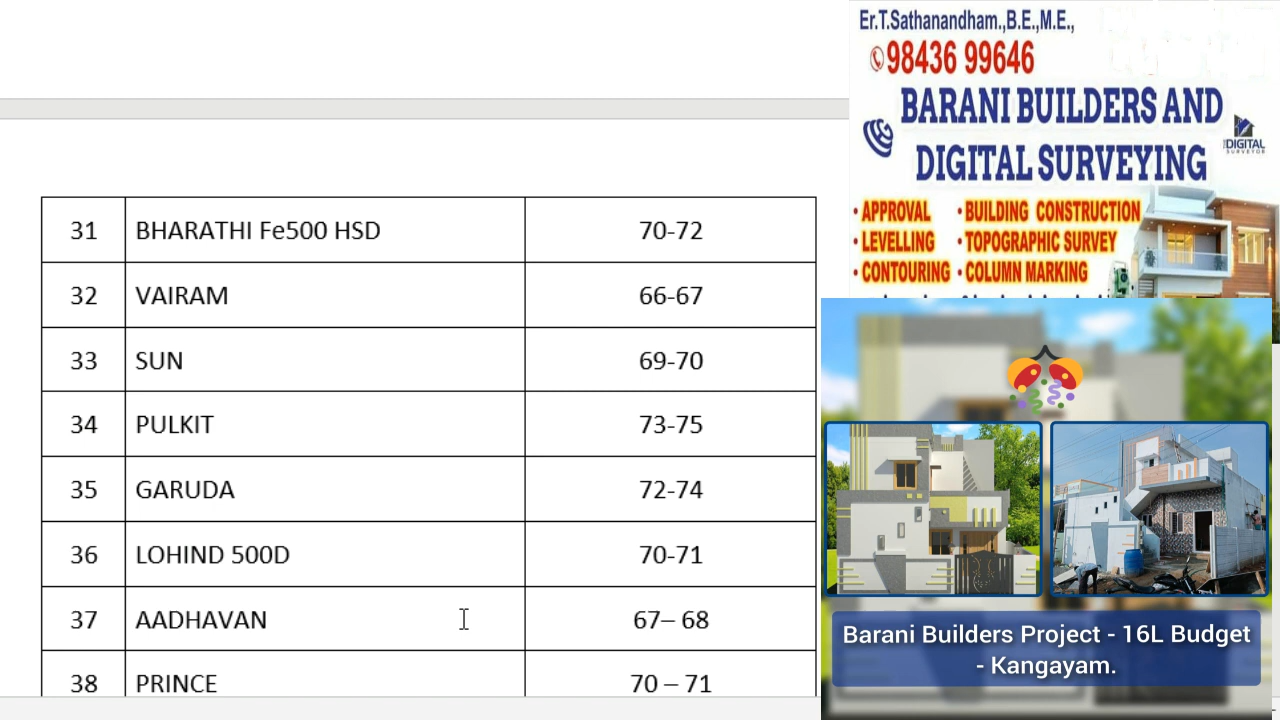 31 BHARATHI Fe500 HSD 70-72
32 VAIRAM 66-67
33 SUN 69-70
34 PULKIT 73-75
35 GARUDA 72-74
36 LOHIND 500D 70-71
37 AADHAVAN 67– 68
38 PRINCE 70 – 71
Er.T.Sathanandham.,B.E.,M.E.,
98436 99646
BARANI BUILDERS AND
DIGITAL SURVEYING
DIGITAL
SURVEYOR
• APPROVAL • BUILDING CONSTRUCTION
• LEVELLING • TOPOGRAPHIC SURVEY
• CONTOURING • COLUMN MARKING
Barani Builders Project - 16L Budget
- Kangayam.